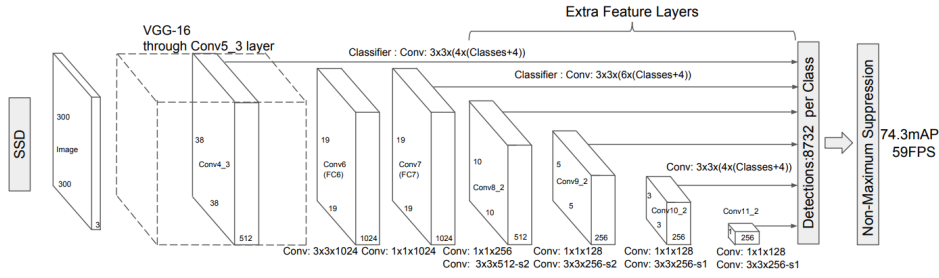 Extra Feature Layers
VGG-16
through Conv5_3 layer
Classifier : Conv: 3x3x(4x(Classes+4))
Classifier : Conv: 3x3x(6x(Classes+4))
SSD
300
Image
300
3
38
Conv4_3
38
512
19
Conv6
(FC6)
19
1024
19
Conv7
(FC7)
19
1024
10
Conv8_2
10
512
5
Conv9_2
5
256
Conv: 3x3x(4x(Classes+4))
3
Conv10_2
3
256
Conv11_2
1
256
Detections:8732 per Class
Non-Maximum Suppression
74.3mAP
59FPS
Conv: 3x3x1024 Conv: 1x1x1024 Conv: 1x1x256 Conv: 1x1x128 Conv: 1x1x128 Conv: 1x1x128
Conv: 3x3x512-s2 Conv: 3x3x256-s2 Conv: 3x3x256-s1 Conv: 3x3x256-s1